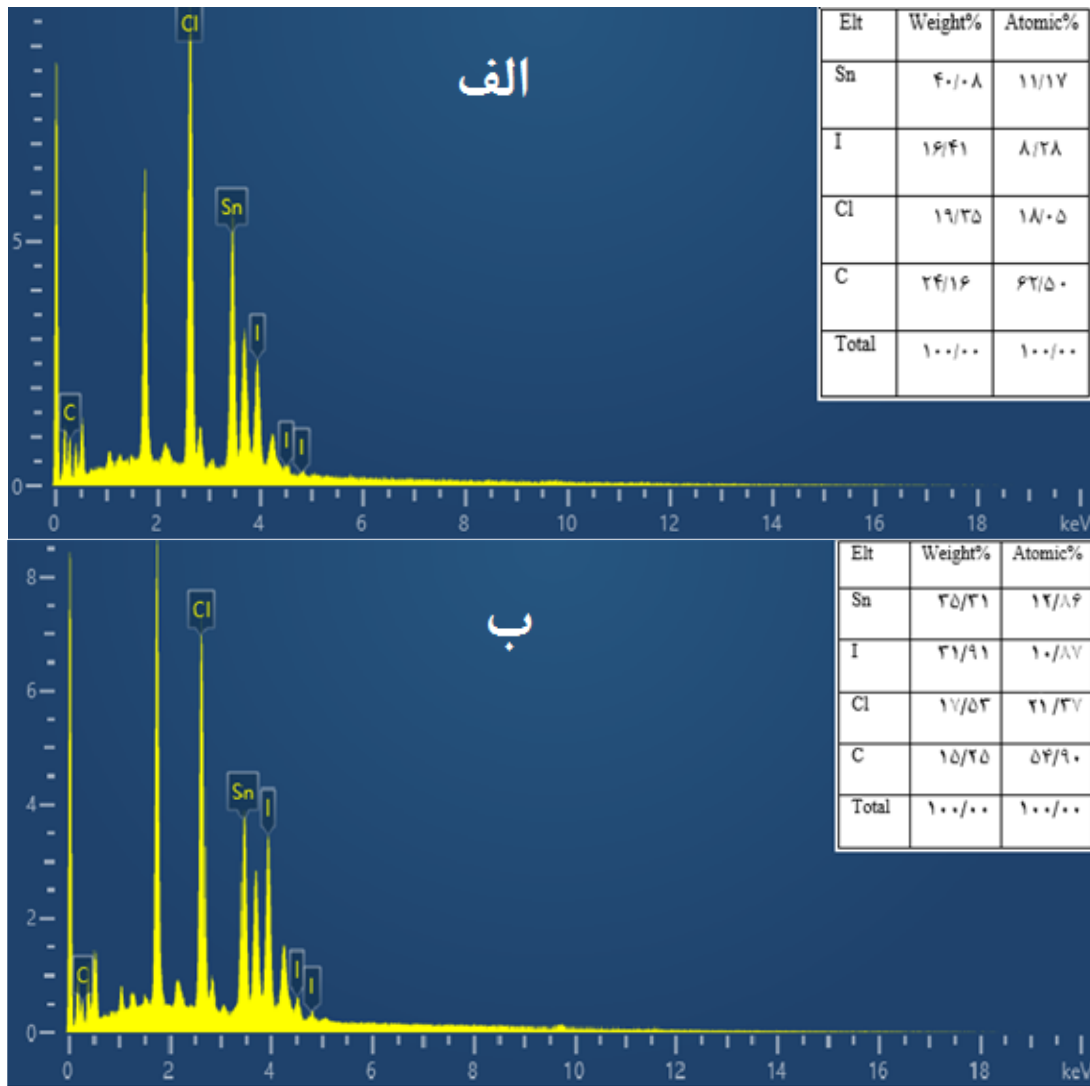 Cl
الف
Sn
I
C
I
I
5
0
0 2 4 6 8 10 12 14 16 18 keV
Elt Weight% Atomic%
Sn ۴۰/۰۸ ۱۱/۱۷
I ۱۶/۴۱ ۸/۲۸
Cl ۱۹/۳۵ ۱۸/۰۵
C ۲۴/۱۶ ۶۲/۵۰
Total ۱۰۰/۰۰ ۱۰۰/۰۰
8
Cl
ب
6
Sn
I
4
2
C
I
I
0
0 2 4 6 8 10 12 14 16 18 keV
Elt Weight% Atomic%
Sn ۳۵/۳۱ ۱۲/۸۶
I ۳۱/۹۱ ۱۰/۸۷
Cl ۱۷/۵۳ ۲۱/۳۷
C ۱۵/۲۵ ۵۴/۹۰
Total ۱۰۰/۰۰ ۱۰۰/۰۰